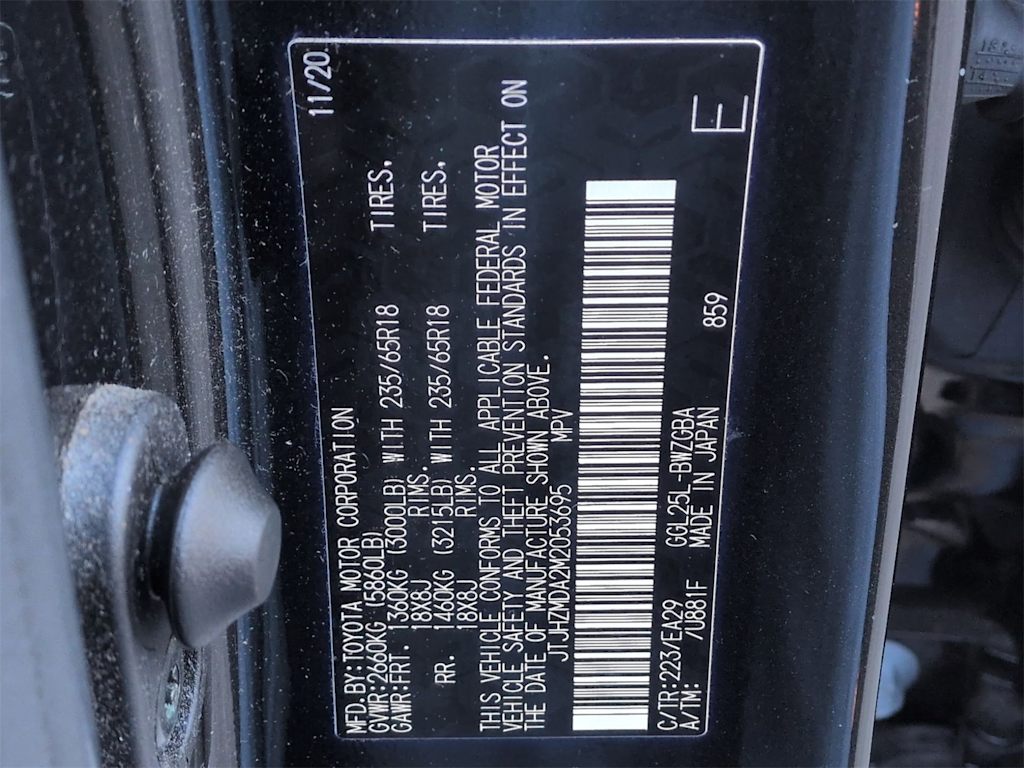 11/20
MFD.BY:TOYOTA MOTOR CORPORATION
GVWR:2660KG (5860LB)
GAWR:FRT. 1360KG (3000LB) WITH 235/65R18 TIRES.
18X8J RIMS.
RR. 1460KG (3215LB) WITH 235/65R18 TIRES.
18X8J RIMS.
THIS VEHICLE CONFORMS TO ALL APPLICABLE FEDERAL MOTOR
VEHICLE SAFETY AND THEFT PREVENTION STANDARDS IN EFFECT ON
THE DATE OF MANUFACTURE SHOWN ABOVE.
JTJHZMDA2M2053695 MPV
C/TR:223/EA29 GGL25L-BWZGBA 859
A/TM: /U881F MADE IN JAPAN
E